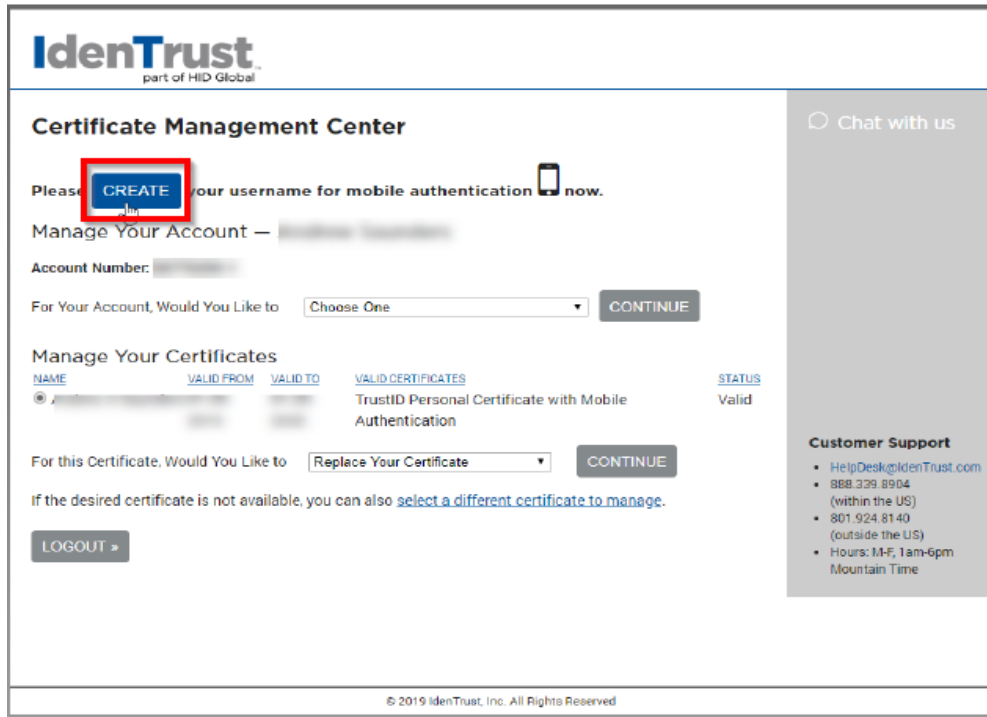 IdenTrust
part of HID Global
Certificate Management Center
Chat with us
Please CREATE your username for mobile authentication now.
Manage Your Account –
Account Number:
For Your Account, Would You Like to Choose One CONTINUE
Manage Your Certificates
NAME VALID FROM VALID TO VALID CERTIFICATES STATUS
TrustID Personal Certificate with Mobile Valid
Authentication
For this Certificate, Would You Like to Replace Your Certificate CONTINUE
If the desired certificate is not available, you can also select a different certificate to manage.
LOGOUT »
Customer Support
HelpDesk@IdenTrust.com
888.339.8904
(within the US)
801.924.8140
(outside the US)
Hours: M-F, 1am-6pm
Mountain Time
© 2019 IdenTrust, Inc. All Rights Reserved